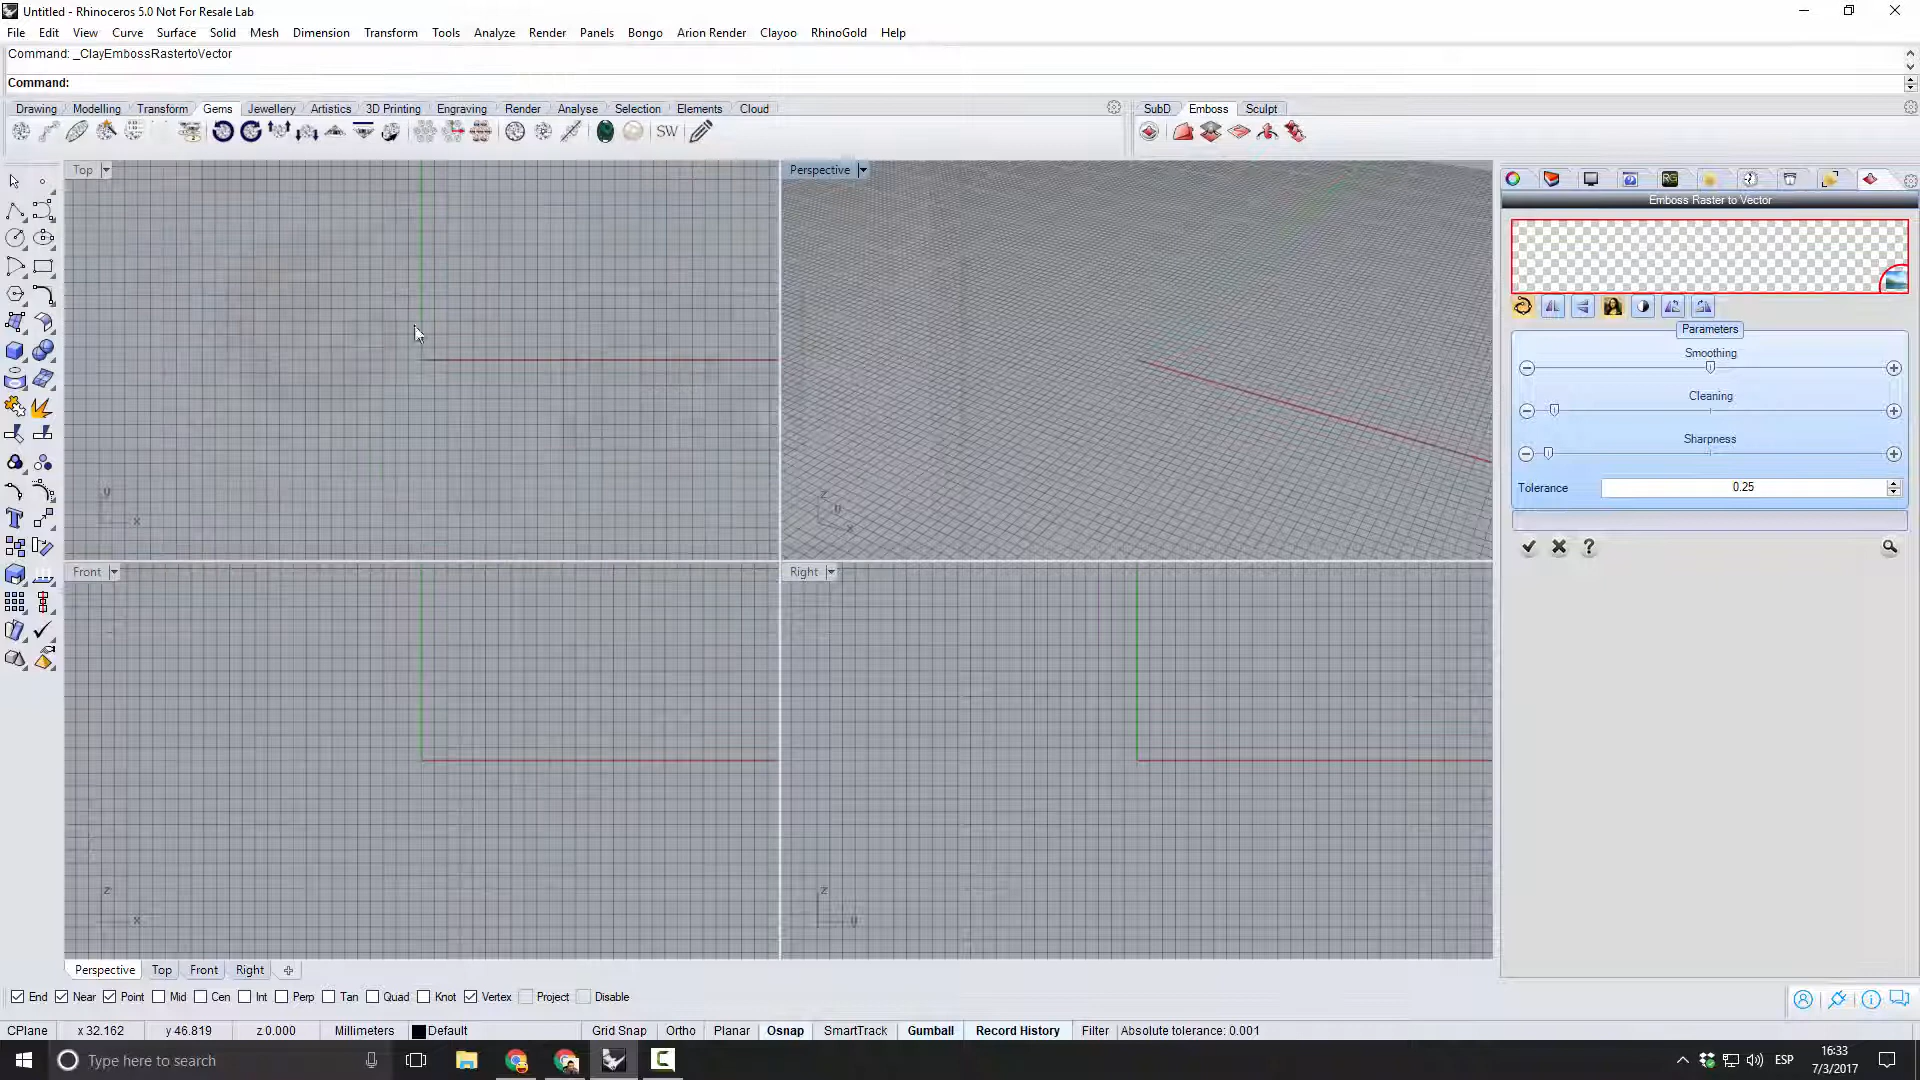 Untitled - Rhinoceros 5.0 Not For Resale Lab
File Edit View Curve Surface Solid Mesh Dimension Transform Tools Analyze Render Panels Bongo Arion Render Clayoo RhinoGold Help
Command: _ClayEmbossRastertoVector
Command:
Drawing Modelling Transform Gems Jewellery Artistics 3D Printing Engraving Render Analyse Selection Elements Cloud SubD Emboss Sculpt
SW
Top Perspective
RG
Emboss Raster to Vector
Parameters
Smoothing
Cleaning
Sharpness
Tolerance 0.25
y
x
z
y
x
Front Right
z
x
z
y
Perspective Top Front Right
End Near Point Mid Cen Int Perp Tan Quad Knot Vertex Project Disable
CPlane x 32.162 y 46.819 z 0.000 Millimeters Default Grid Snap Ortho Planar Osnap SmartTrack Gumball Record History Filter Absolute tolerance: 0.001
Type here to search
ESP
16:33
7/3/2017